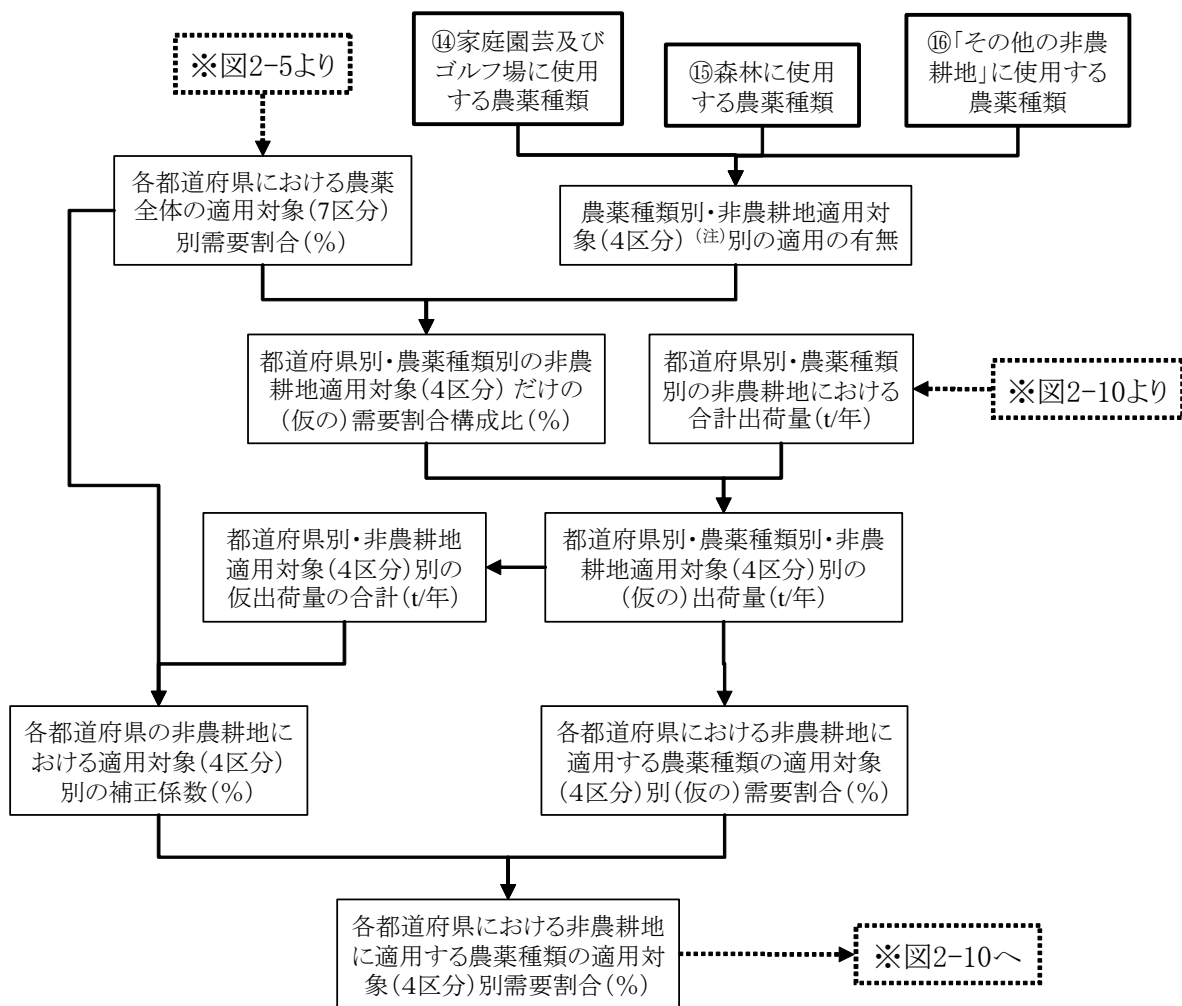 ※図2-5より
⑭家庭園芸及び
ゴルフ場に使用
する農薬種類
⑮森林に使用
する農薬種類
⑯「その他の非農
耕地」に使用する
農薬種類
各都道府県における農薬
全体の適用対象(7区分)
別需要割合(%)
農薬種類別・非農耕地適用対
象(4区分)(注)別の適用の有無
都道府県別・農薬種類別の非農
耕地適用対象(4区分)だけの
(仮の)需要割合構成比(%)
都道府県別・農薬種類
別の非農耕地における
合計出荷量(t/年)
※図2-10より
都道府県別・非農耕地
適用対象(4区分)別の
仮出荷量の合計(t/年)
都道府県別・農薬種類別・非農
耕地適用対象(4区分)別の
(仮の)出荷量(t/年)
各都道府県の非農耕地に
おける適用対象(4区分)
別の補正係数(%)
各都道府県における非農耕地に
適用する農薬種類の適用対象
(4区分)別(仮の)需要割合(%)
各都道府県における非農耕地
に適用する農薬種類の適用対
象(4区分)別需要割合(%)
※図2-10へ